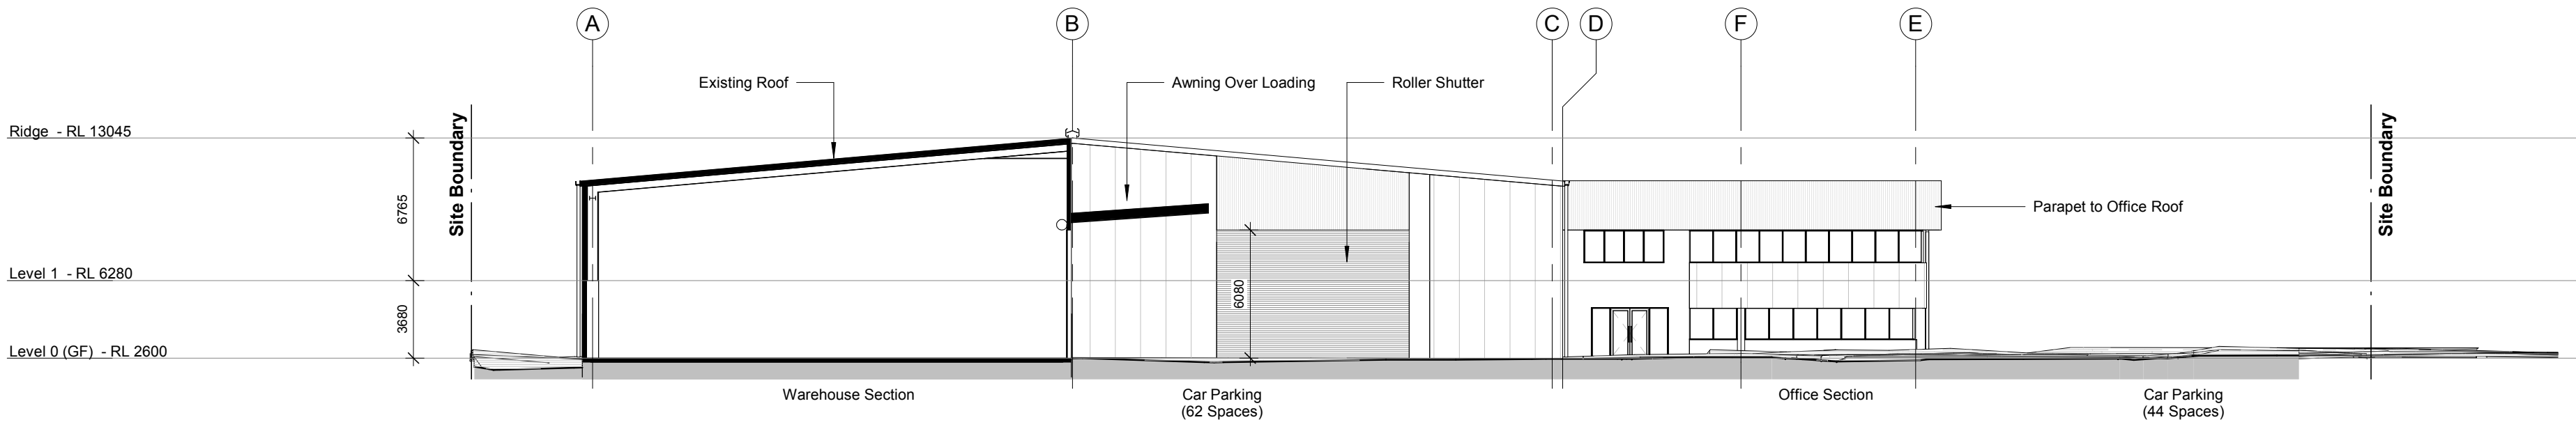 A
B
C
D
F
E
Existing Roof
Awning Over Loading
Roller Shutter
Site Boundary
Site Boundary
Ridge - RL 13045
6765
Parapet to Office Roof
Level 1 - RL 6280
6080
3680
Level 0 (GF) - RL 2600
Warehouse Section
Car Parking
(62 Spaces)
Office Section
Car Parking
(44 Spaces)